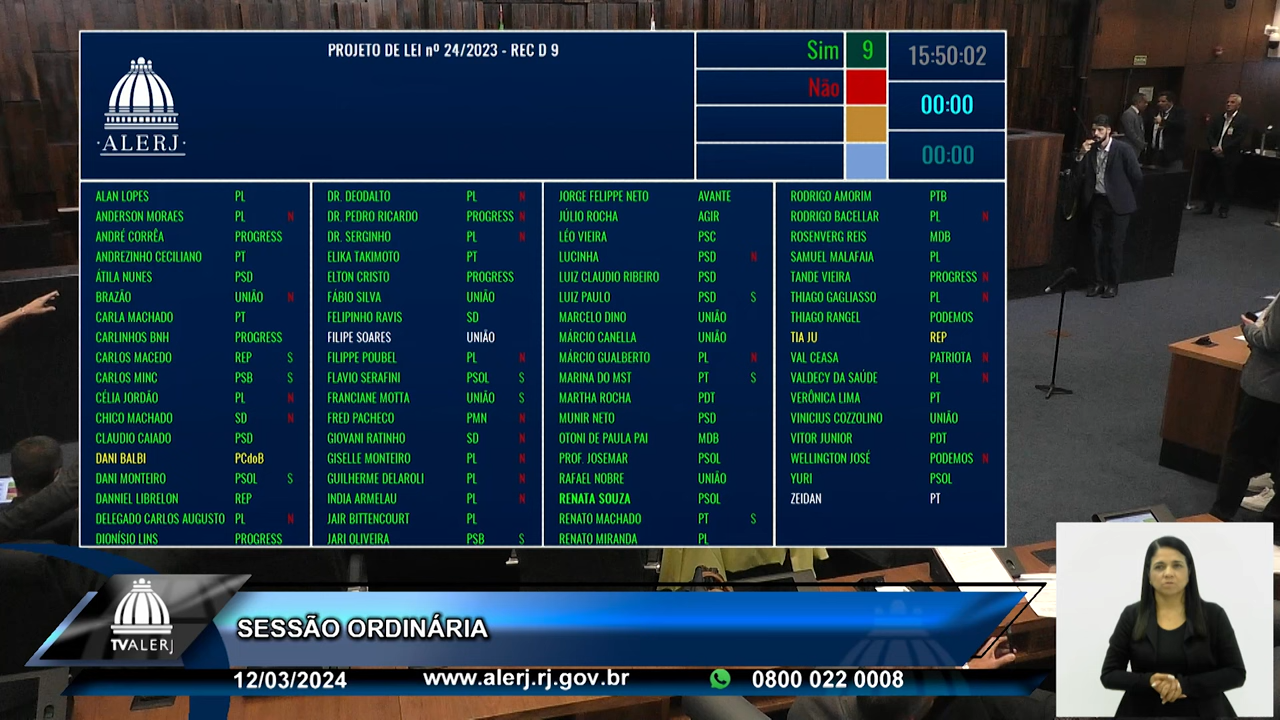 PROJETO DE LEI nº 24/2023 - REC D 9
·ALERJ·
Sim 9
Não
15:50:02
00:00
00:00
ALAN LOPES PL
ANDERSON MORAES PL N
ANDRÉ CORRÊA PROGRESS
ANDREZINHO CECILIANO PT
ÁTILA NUNES PSD
BRAZÃO UNIÃO N
CARLA MACHADO PT
CARLINHOS BNH PROGRESS
CARLOS MACEDO REP S
CARLOS MINC PSB S
CÉLIA JORDÃO PL N
CHICO MACHADO SD N
CLAUDIO CAIADO PSD
DANI BALBI PCdoB
DANI MONTEIRO PSOL S
DANNIEL LIBRELON REP
DELEGADO CARLOS AUGUSTO PL N
DIONÍSIO LINS PROGRESS
DR. DEODALTO PL N
DR. PEDRO RICARDO PROGRESS N
DR. SERGINHO PL N
ELIKA TAKIMOTO PT
ELTON CRISTO PROGRESS
FÁBIO SILVA UNIÃO
FELIPINHO RAVIS SD
FILIPE SOARES UNIÃO
FILIPPE POUBEL PL N
FLAVIO SERAFINI PSOL S
FRANCIANE MOTTA UNIÃO S
FRED PACHECO PMN N
GIOVANI RATINHO SD N
GISELLE MONTEIRO PL N
GUILHERME DELAROLI PL N
INDIA ARMELAU PL N
JAIR BITTENCOURT PL
JARI OLIVEIRA PSB S
JORGE FELIPPE NETO AVANTE
JÚLIO ROCHA AGIR
LÉO VIEIRA PSC
LUCINHA PSD N
LUIZ CLAUDIO RIBEIRO PSD
LUIZ PAULO PSD S
MARCELO DINO UNIÃO
MÁRCIO CANELLA UNIÃO
MÁRCIO GUALBERTO PL N
MARINA DO MST PT S
MARTHA ROCHA PDT
MUNIR NETO PSD
OTONI DE PAULA PAI MDB
PROF. JOSEMAR PSOL
RAFAEL NOBRE UNIÃO
RENATA SOUZA PSOL
RENATO MACHADO PT S
RENATO MIRANDA PL
RODRIGO AMORIM PTB
RODRIGO BACELLAR PL N
ROSENVERG REIS MDB
SAMUEL MALAFAIA PL
TANDE VIEIRA PROGRESS N
THIAGO GAGLIASSO PL N
THIAGO RANGEL PODEMOS
TIA JU REP
VAL CEASA PATRIOTA N
VALDECY DA SAÚDE PL N
VERÔNICA LIMA PT
VINICIUS COZZOLINO UNIÃO
VITOR JUNIOR PDT
WELLINGTON JOSÉ PODEMOS N
YURI PSOL
ZEIDAN PT
TVALERJ
SESSÃO ORDINÁRIA
12/03/2024 www.alerj.rj.gov.br 0800 022 0008